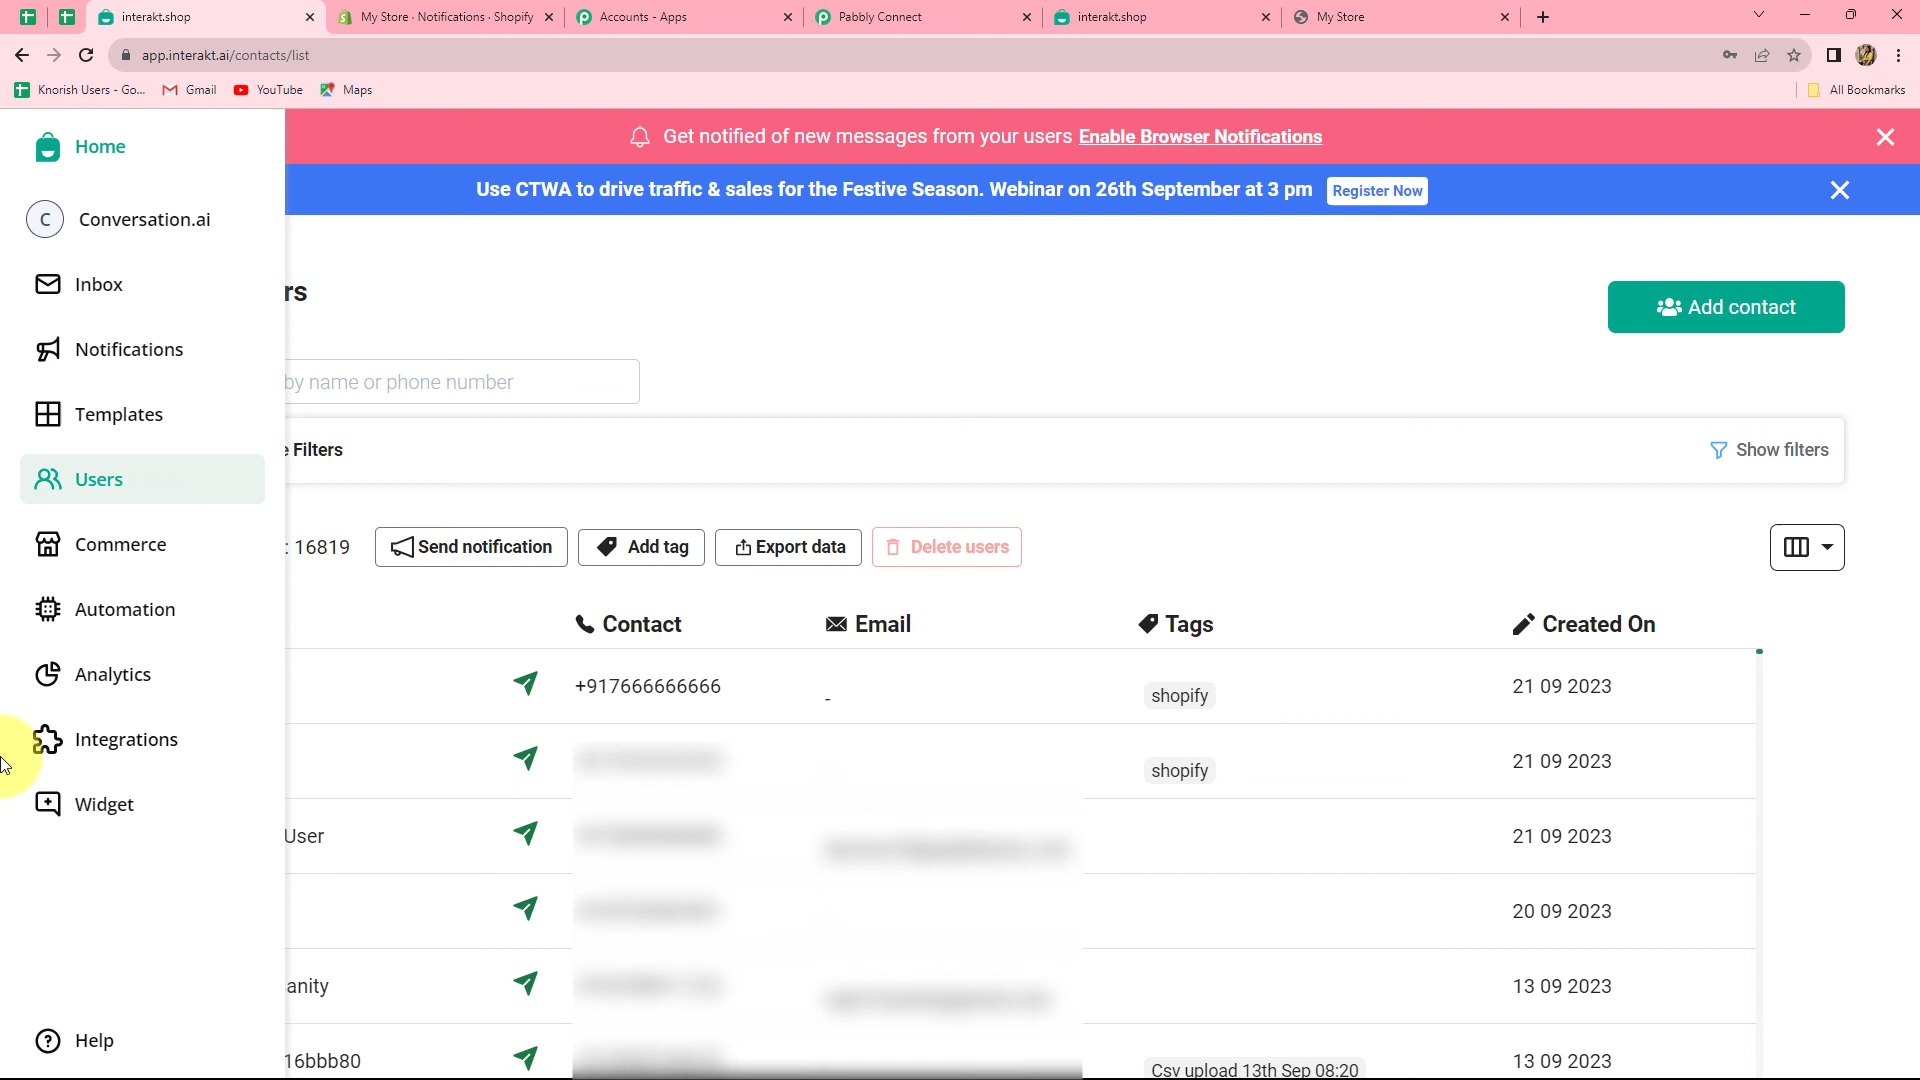 interakt.shop
My Store · Notifications · Shopify
Accounts - Apps
Pabbly Connect
interakt.shop
My Store
app.interakt.ai/contacts/list
Knorish Users - Go...
Gmail
YouTube
Maps
All Bookmarks
Home
Get notified of new messages from your users Enable Browser Notifications
Use CTWA to drive traffic & sales for the Festive Season. Webinar on 26th September at 3 pm
Register Now
C
Conversation.ai
Inbox
Notifications
Templates
Users
Commerce
Automation
Analytics
Integrations
Widget
Help
rs
Add contact
by name or phone number
e Filters
Show filters
: 16819
Send notification
Add tag
Export data
Delete users
Contact
Email
Tags
Created On
+917666666666
-
shopify
21 09 2023
shopify
21 09 2023
User
21 09 2023
20 09 2023
anity
13 09 2023
16bbb80
Csv upload 13th Sep 08:20
13 09 2023